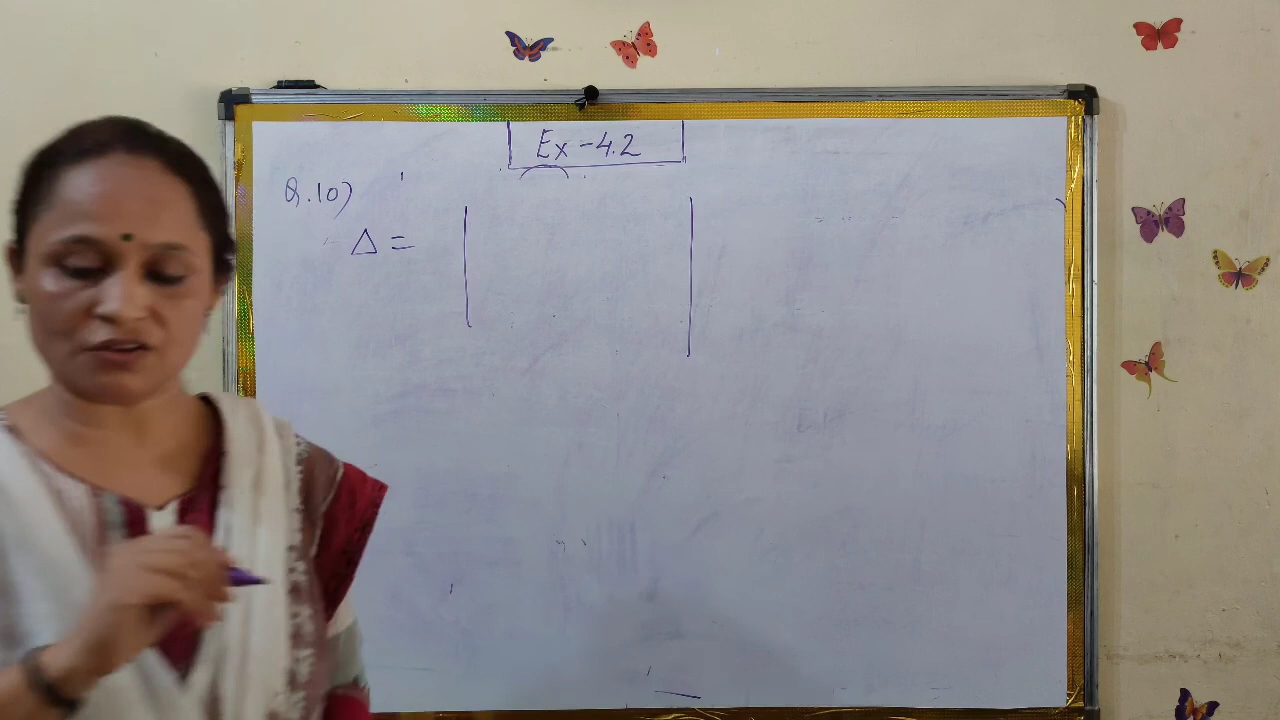 Ex-4.2
Q.10)
Δ =